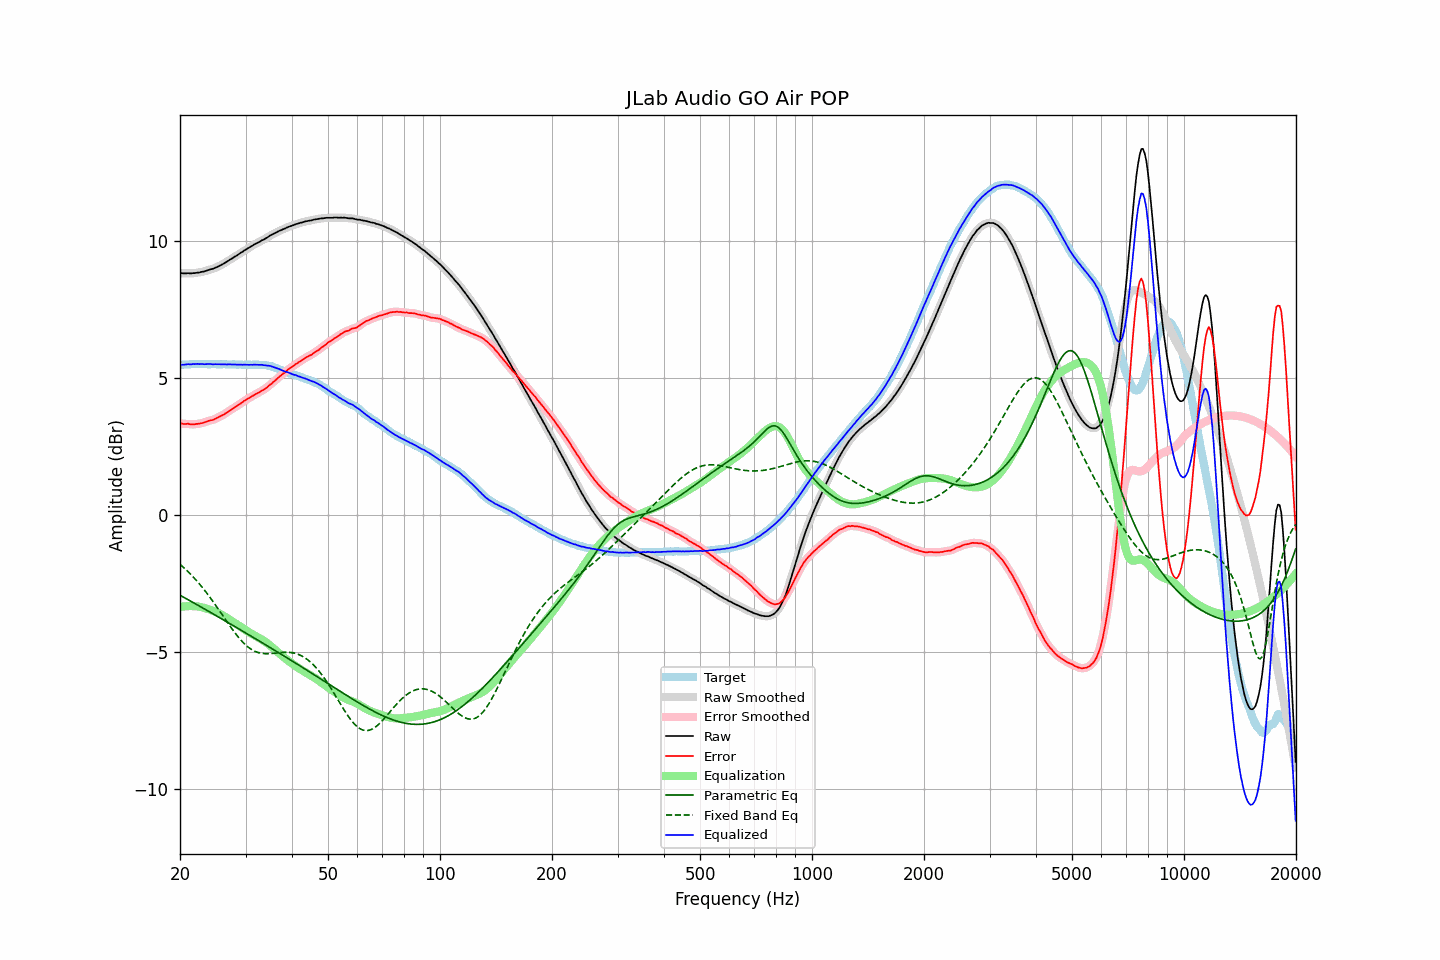 JLab Audio GO Air POP
10
5
0
−5
−10
Amplitude (dBr)
Target
Raw Smoothed
Error Smoothed
Raw
Error
Equalization
Parametric Eq
Fixed Band Eq
Equalized
20 50 100 200 500 1000 2000 5000 10000 20000
Frequency (Hz)